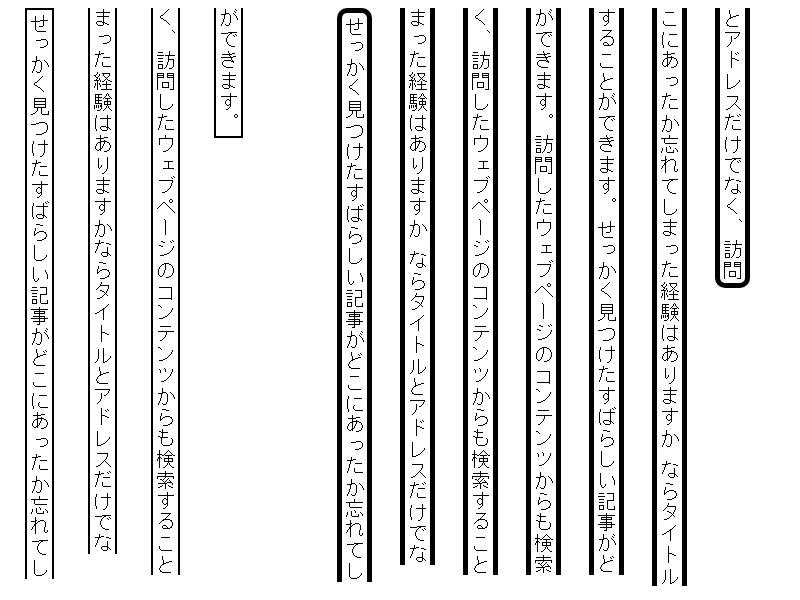 せっかく見つけたすばらしい記事がどこにあったか忘れてし
まった経験はありますかならタイトルとアドレスだけでな
く、訪問したウェブページのコンテンツからも検索すること
ができます。
せっかく見つけたすばらしい記事がどこにあったか忘れてし
まった経験はありますか ならタイトルとアドレスだけでな
く、訪問したウェブページのコンテンツからも検索すること
ができます。 訪問したウェブページのコンテンツからも検索
することができます。 せっかく見つけたすばらしい記事がど
こにあったか忘れてしまった経験はありますか ならタイトル
とアドレスだけでなく、 訪問